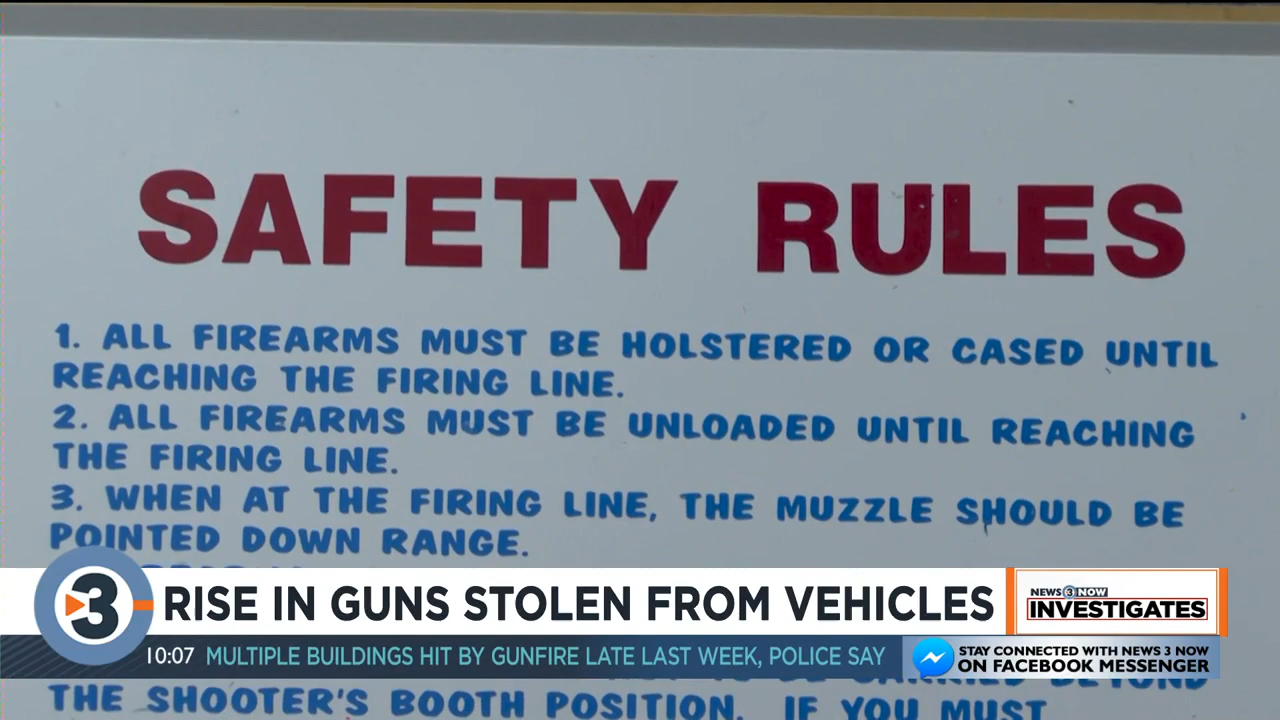 SAFETY RULES
1. ALL FIREARMS MUST BE HOLSTERED OR CASED UNTIL
REACHING THE FIRING LINE.
2. ALL FIREARMS MUST BE UNLOADED UNTIL REACHING
THE FIRING LINE.
3. WHEN AT THE FIRING LINE, THE MUZZLE SHOULD BE
POINTED DOWN RANGE.
3
RISE IN GUNS STOLEN FROM VEHICLES
NEWS 3 NOW
INVESTIGATES
10:07 MULTIPLE BUILDINGS HIT BY GUNFIRE LATE LAST WEEK, POLICE SAY
STAY CONNECTED WITH NEWS 3 NOW
ON FACEBOOK MESSENGER
BEYOND
THE SHOOTER'S BOOTH POSITION. IF YOU MUST